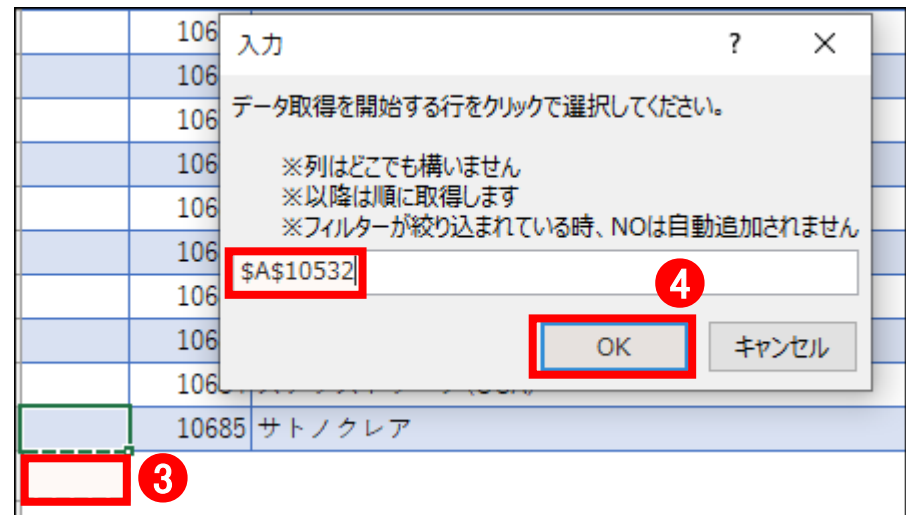 106
入力 ? ×
106
データ取得を開始する行をクリックで選択してください。
106
106
※列はどこでも構いません
※以降は順に取得します
106
※フィルターが絞り込まれている時、NOは自動追加されません
106
$A$10532
4
106
106
OK キャンセル
106
10685 サトノクレア
3